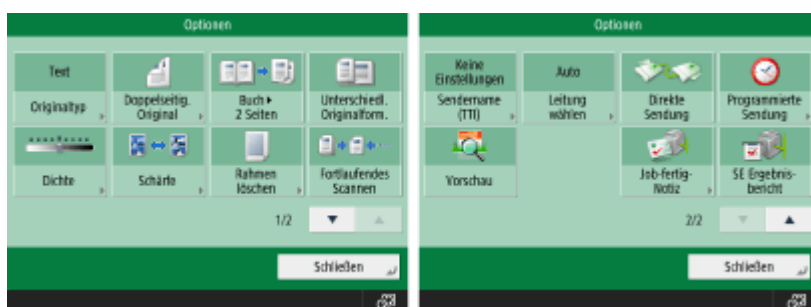 Optionen
Text
Originaltyp
Doppelseitig.
Original
Buch ▸
2 Seiten
Unterschiedl.
Originalform.
Dichte
Schärfe
Rahmen
löschen
Fortlaufendes
Scannen
1/2
Schließen
Optionen
Keine
Einstellungen
Sendername
(TTI)
Auto
Leitung
wählen
Direkte
Sendung
Programmierte
Sendung
Vorschau
Job-fertig-
Notiz
SE Ergebnis-
bericht
2/2
Schließen